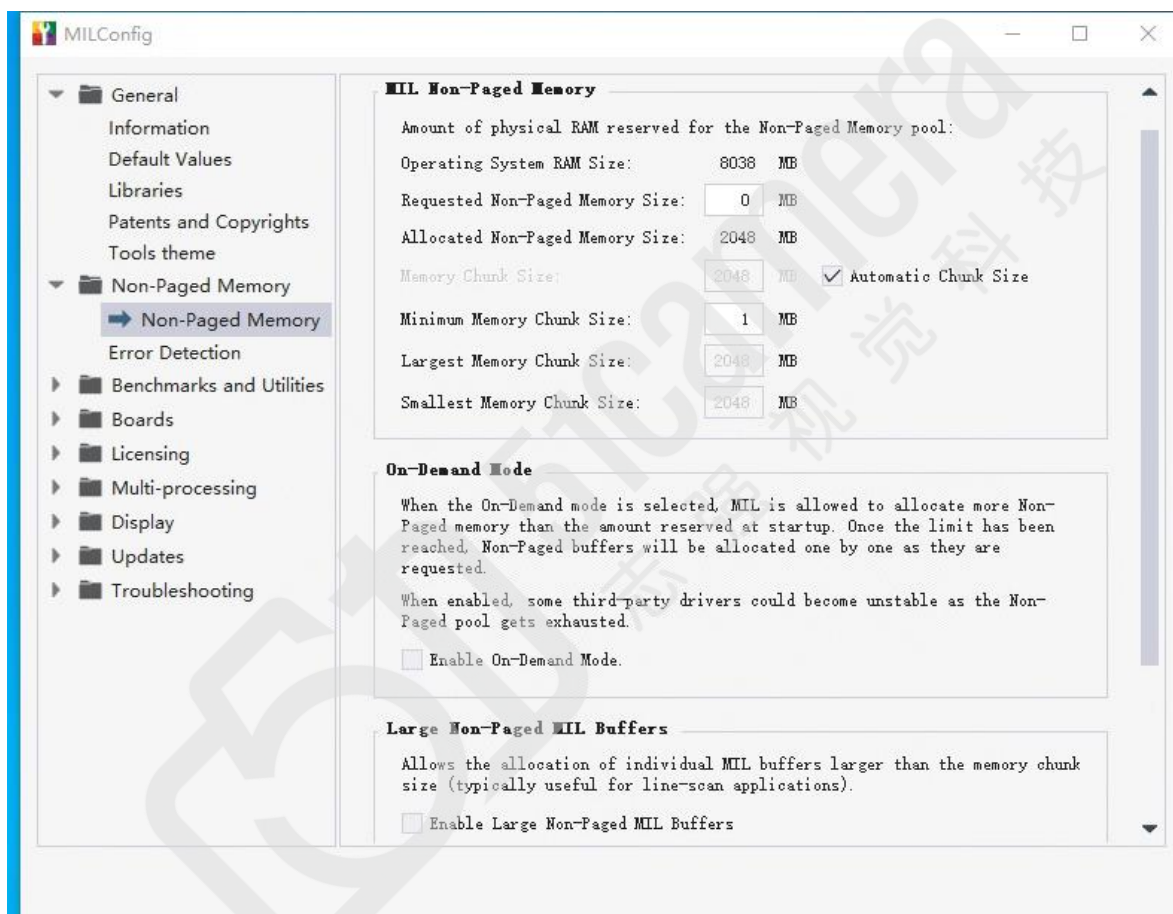 MILConfig
General
Information
Default Values
Libraries
Patents and Copyrights
Tools theme
Non-Paged Memory
Non-Paged Memory
Error Detection
Benchmarks and Utilities
Boards
Licensing
Multi-processing
Display
Updates
Troubleshooting
MIL Non-Paged Memory
Amount of physical RAM reserved for the Non-Paged Memory pool:
Operating System RAM Size: 8038 MB
Requested Non-Paged Memory Size: 0 MB
Allocated Non-Paged Memory Size: 2048 MB
Memory Chunk Size: 2048 MB Automatic Chunk Size
Minimum Memory Chunk Size: 1 MB
Largest Memory Chunk Size: 2048 MB
Smallest Memory Chunk Size: 2048 MB
On-Demand Mode
When the On-Demand mode is selected, MIL is allowed to allocate more Non-
Paged memory than the amount reserved at startup. Once the limit has been
reached, Non-Paged buffers will be allocated one by one as they are
requested.
When enabled, some third-party drivers could become unstable as the Non-
Paged pool gets exhausted.
Enable On-Demand Mode.
Large Non-Paged MIL Buffers
Allows the allocation of individual MIL buffers larger than the memory chunk
size (typically useful for line-scan applications).
Enable Large Non-Paged MIL Buffers
51camera
志强视觉科技